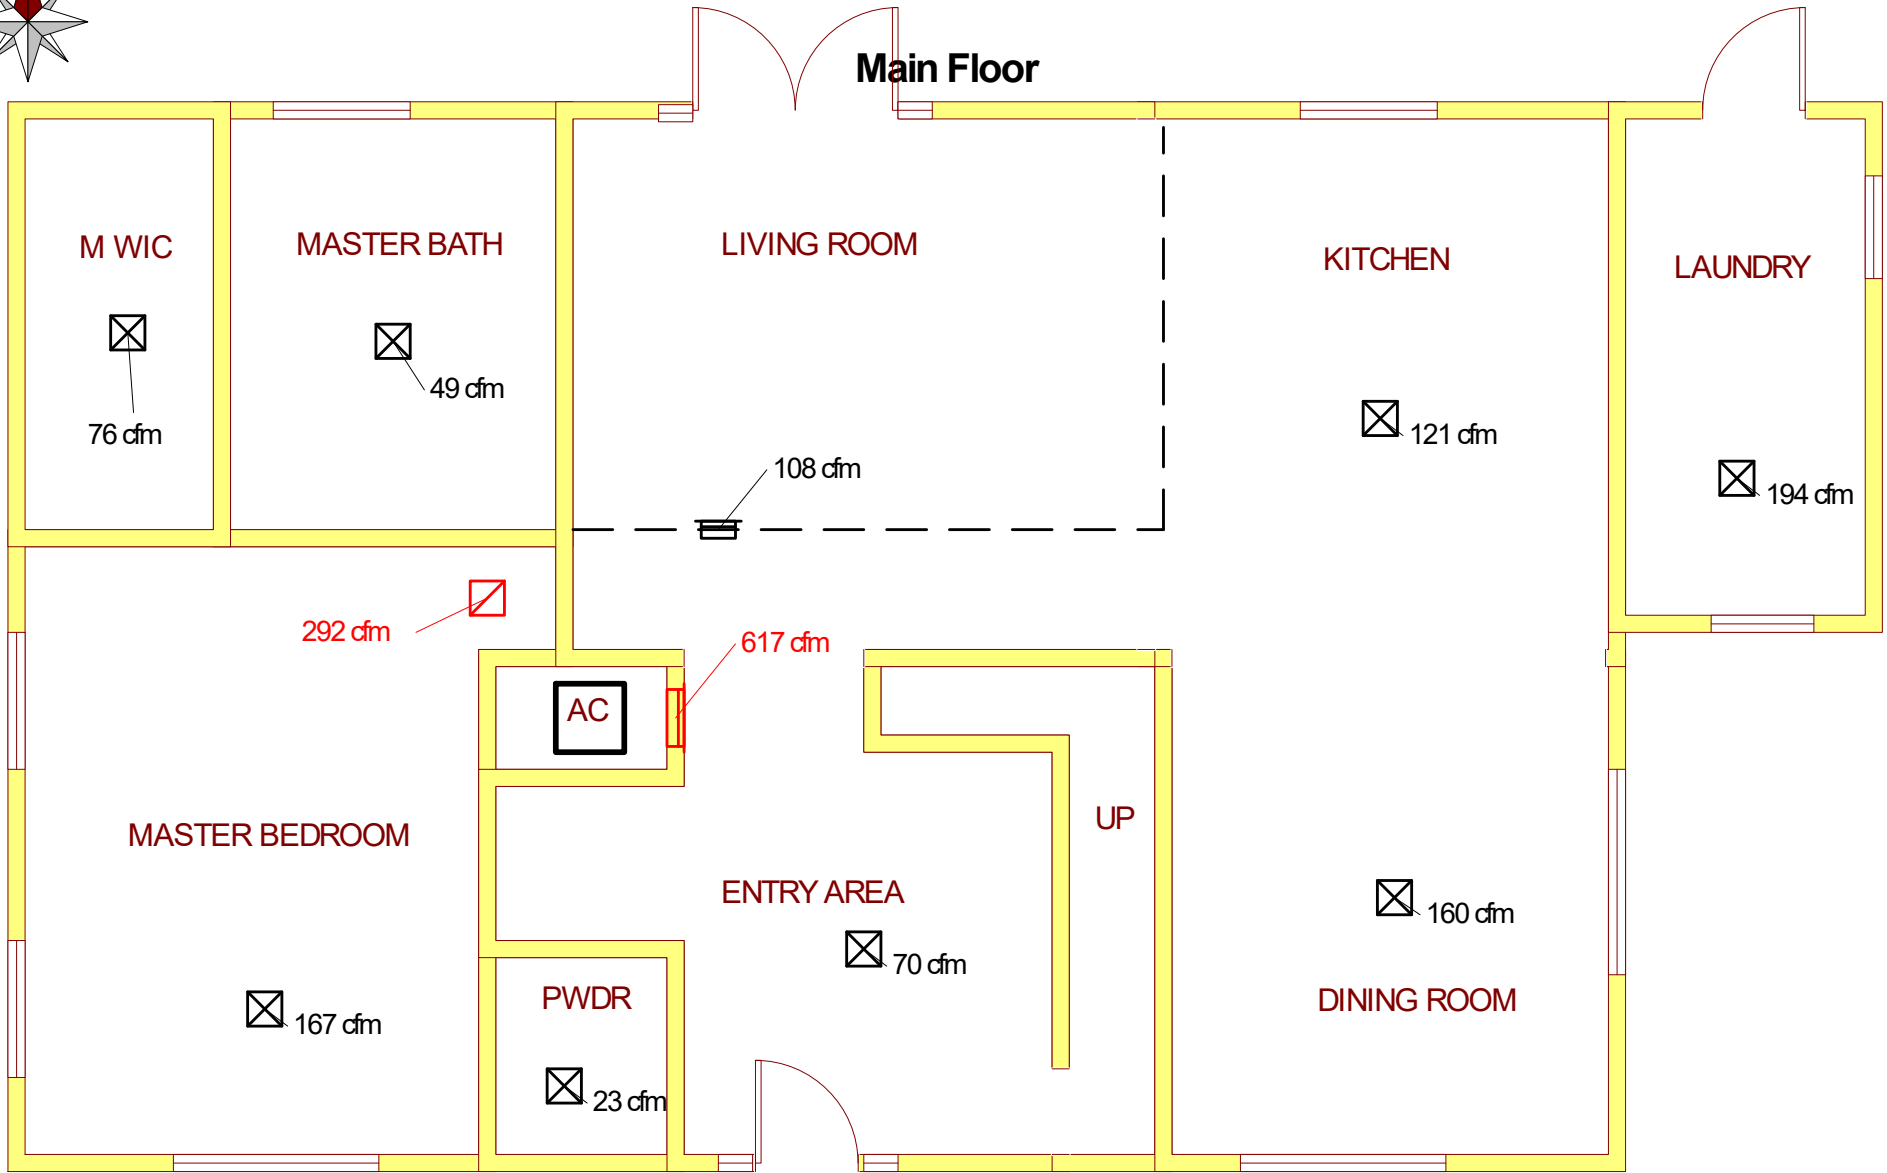 Main Floor
M WIC
MASTER BATH
LIVING ROOM
KITCHEN
LAUNDRY
49 cfm
76 cfm
108 cfm
121 cfm
194 cfm
292 cfm
617 cfm
AC
MASTER BEDROOM
UP
ENTRY AREA
160 cfm
70 cfm
PWDR
DINING ROOM
167 cfm
23 cfm